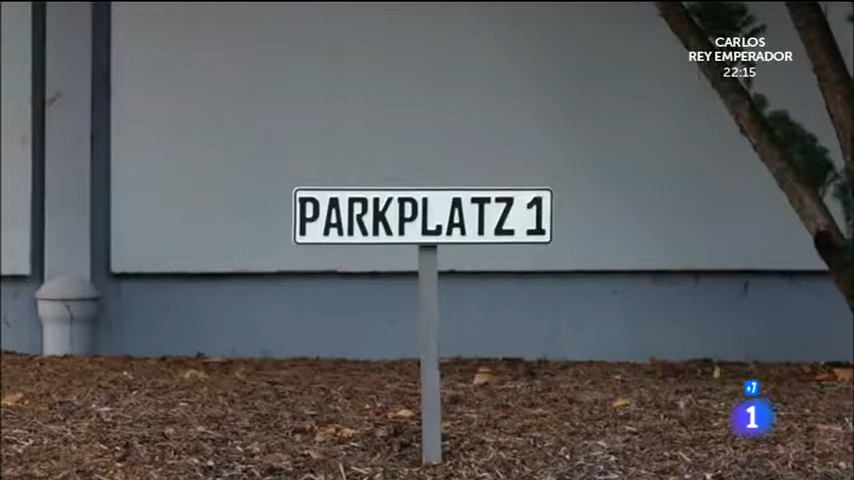 CARLOS
REY EMPERADOR
22:15
PARKPLATZ 1
+7
1